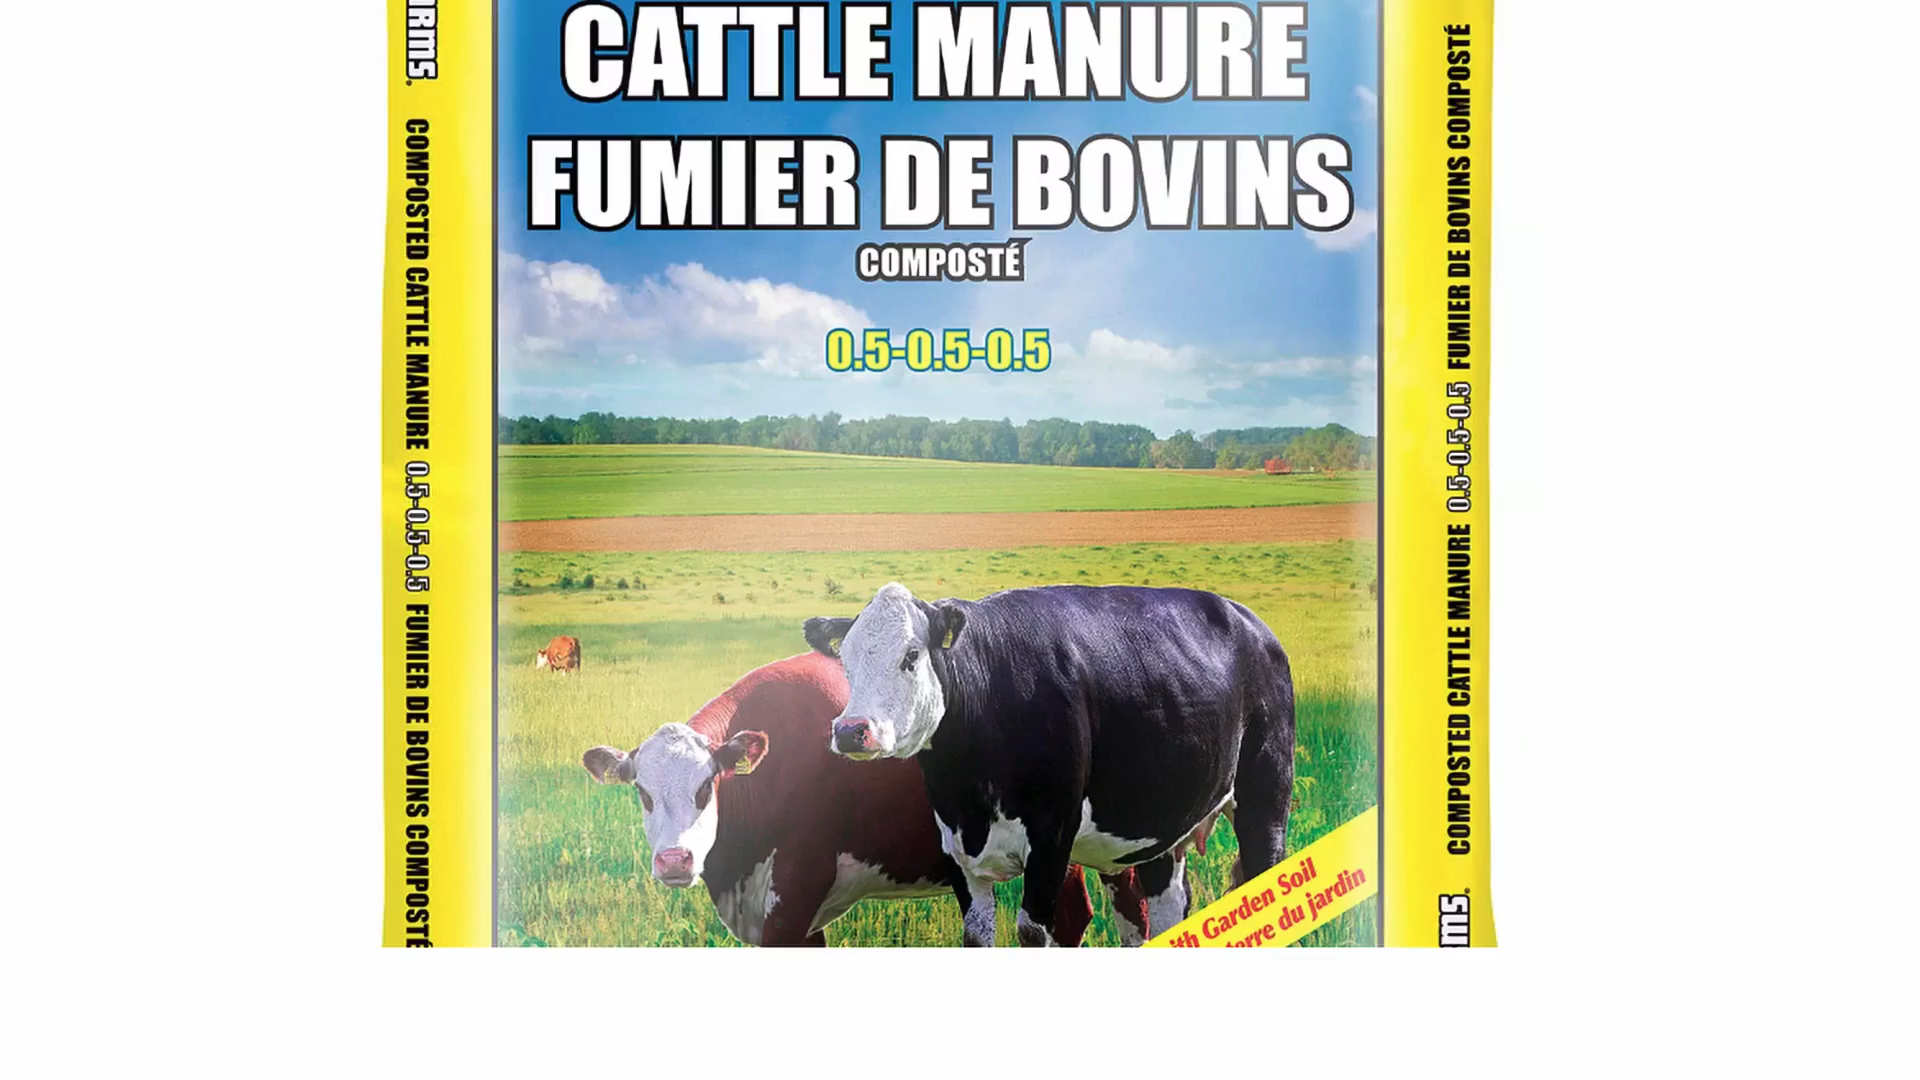 CATTLE MANURE
FUMIER DE BOVINS
COMPOSTÉ
0.5-0.5-0.5
Garden Soil
du jardin
COMPOSTED CATTLE MANURE 0.5-0.5-0.5 FUMIER DE BOVINS COMPOSTÉ
COMPOSTED CATTLE MANURE 0.5-0.5-0.5 FUMIER DE BOVINS COMPOSTÉ